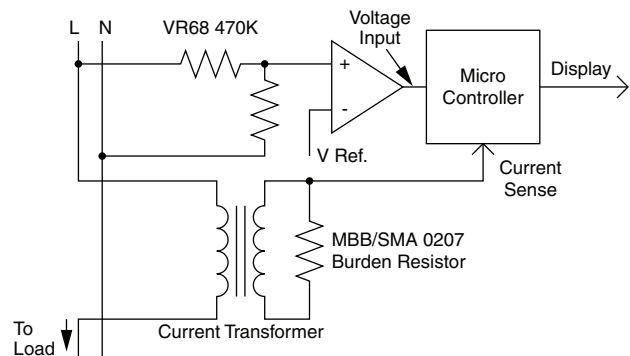 L N
VR68 470K
Voltage
Input
+
-
V Ref.
Micro
Controller
Display
Current
Sense
MBB/SMA 0207
Burden Resistor
Current Transformer
To
Load